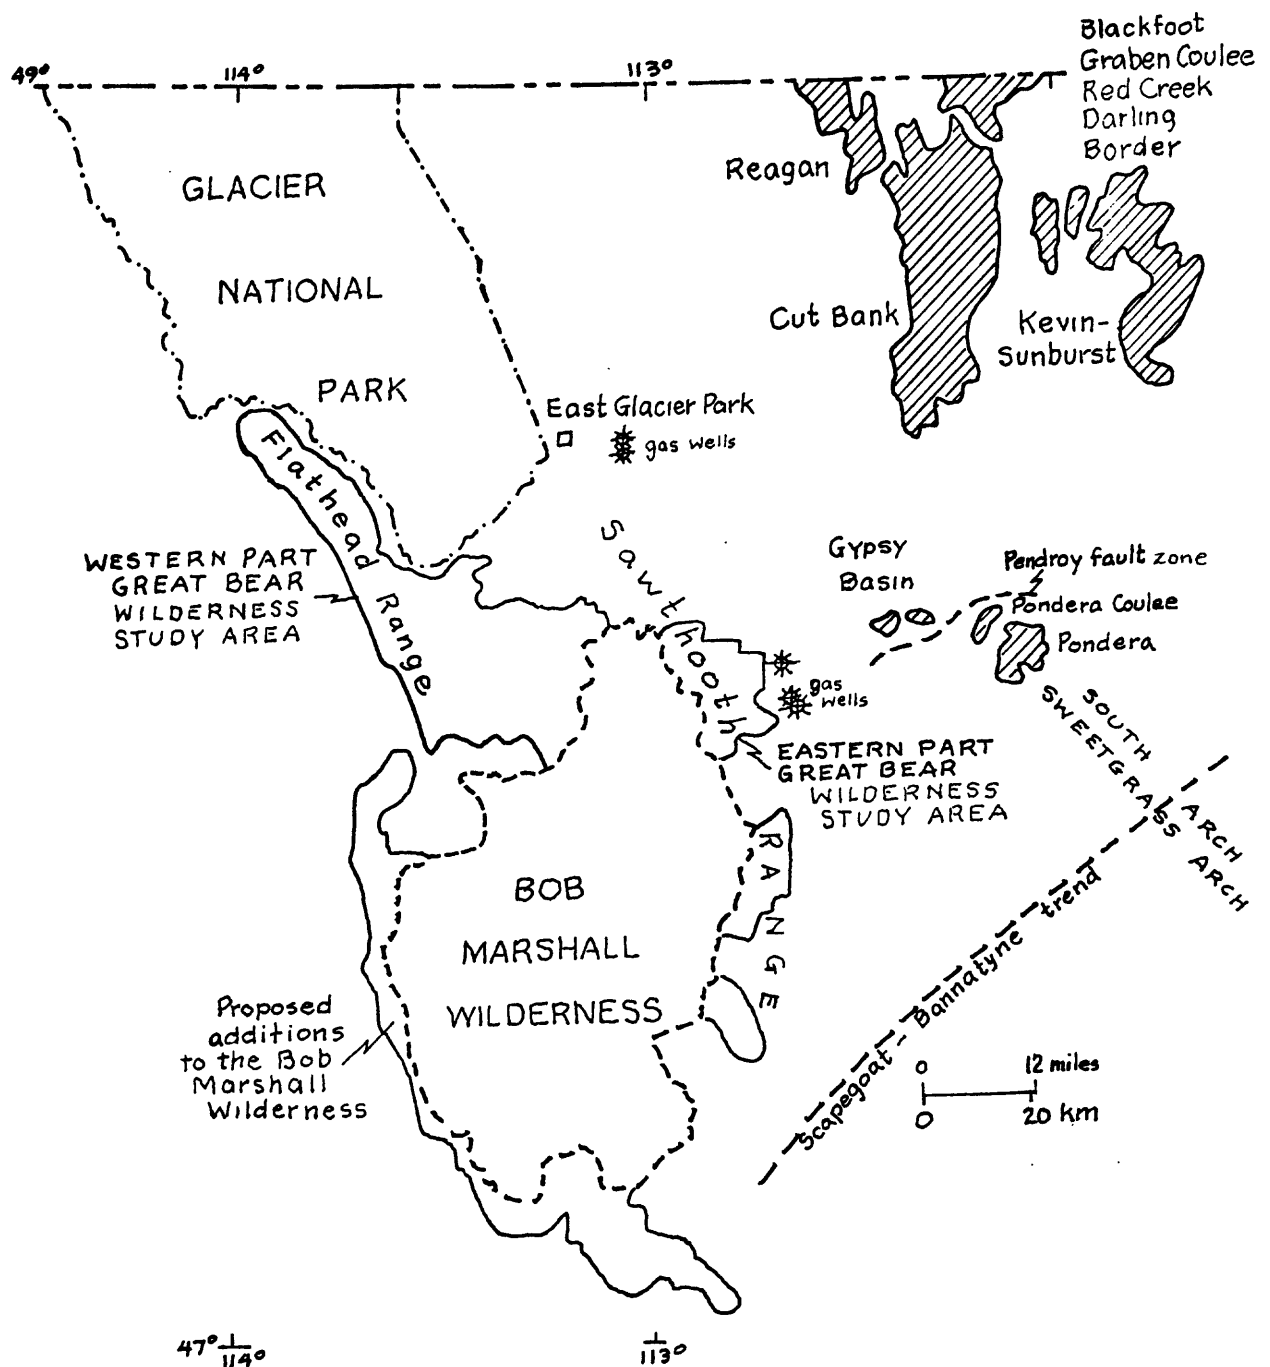 49°
114°
113°
Blackfoot
Graben Coulee
Red Creek
Darling
Border
GLACIER
NATIONAL
PARK
Reagan
Cut Bank
Kevin-
Sunburst
East Glacier Park
gas wells
Flathead Range
WESTERN PART
GREAT BEAR
WILDERNESS
STUDY AREA
Sawthooth
RANGE
Gypsy
Basin
Pendroy fault zone
Pondera Coulee
Pondera
gas
wells
EASTERN PART
GREAT BEAR
WILDERNESS
STUDY AREA
SOUTH ARCH
SWEETGRASS ARCH
BOB
MARSHALL
WILDERNESS
Proposed
additions
to the Bob
Marshall
Wilderness
Scapegoat - Bannatyne trend
0 12 miles
0 20 km
47°
114°
113°